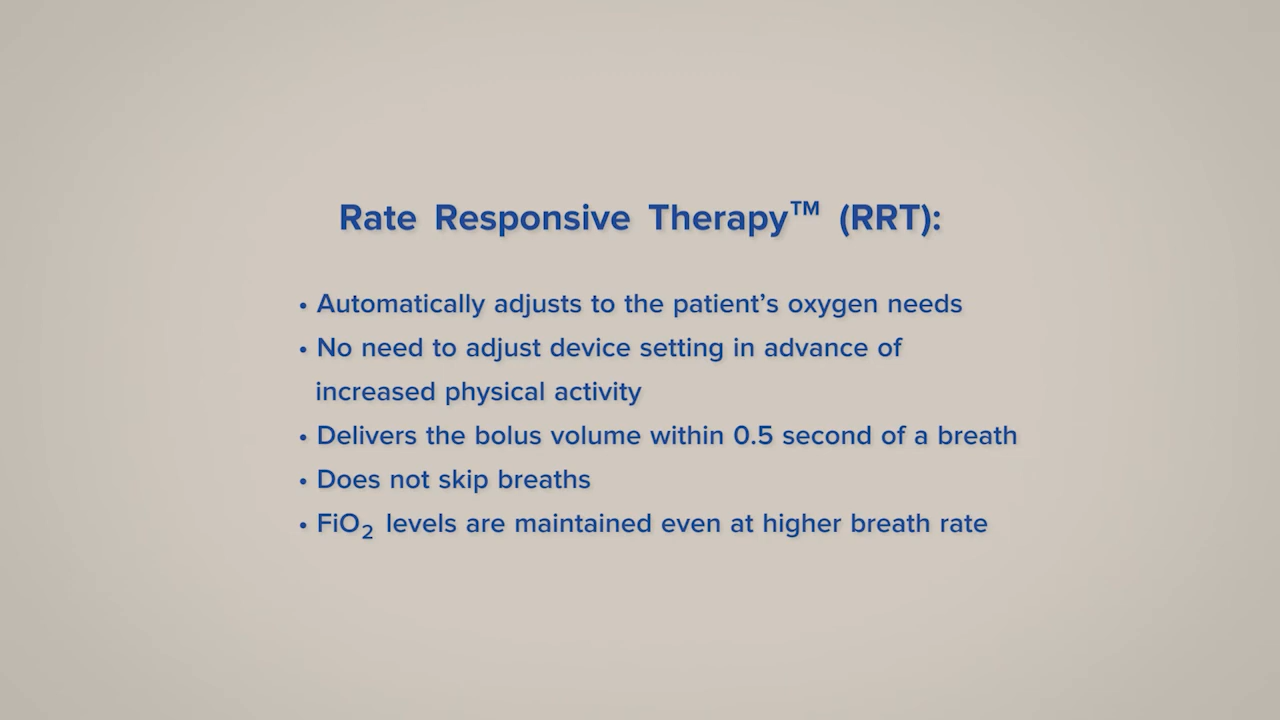 Rate Responsive Therapy™ (RRT):
• Automatically adjusts to the patient’s oxygen needs
• No need to adjust device setting in advance of
increased physical activity
• Delivers the bolus volume within 0.5 second of a breath
• Does not skip breaths
• FiO₂ levels are maintained even at higher breath rate